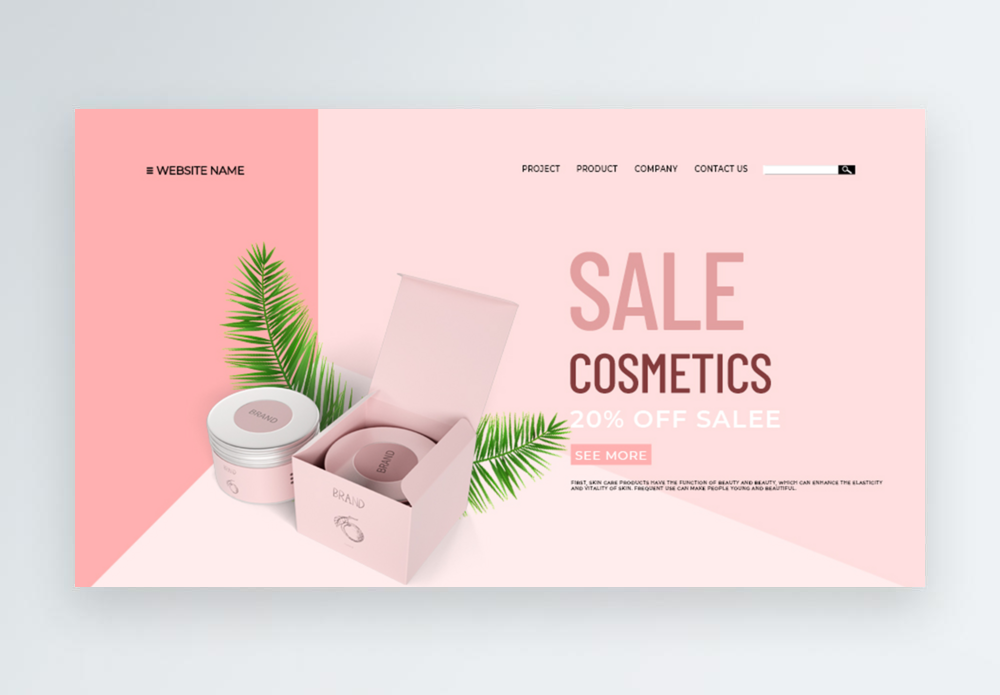 ≡ WEBSITE NAME
PROJECT PRODUCT COMPANY CONTACT US
SALE
COSMETICS
20% OFF SALEE
SEE MORE
FIRST, SKIN CARE PRODUCTS HAVE THE FUNCTION OF BEAUTY AND BEAUTY, WHICH CAN ENHANCE THE ELASTICITY
AND VITALITY OF SKIN. FREQUENT USE CAN MAKE PEOPLE YOUNG AND BEAUTIFUL.
BRAND
BRAND
BRAND